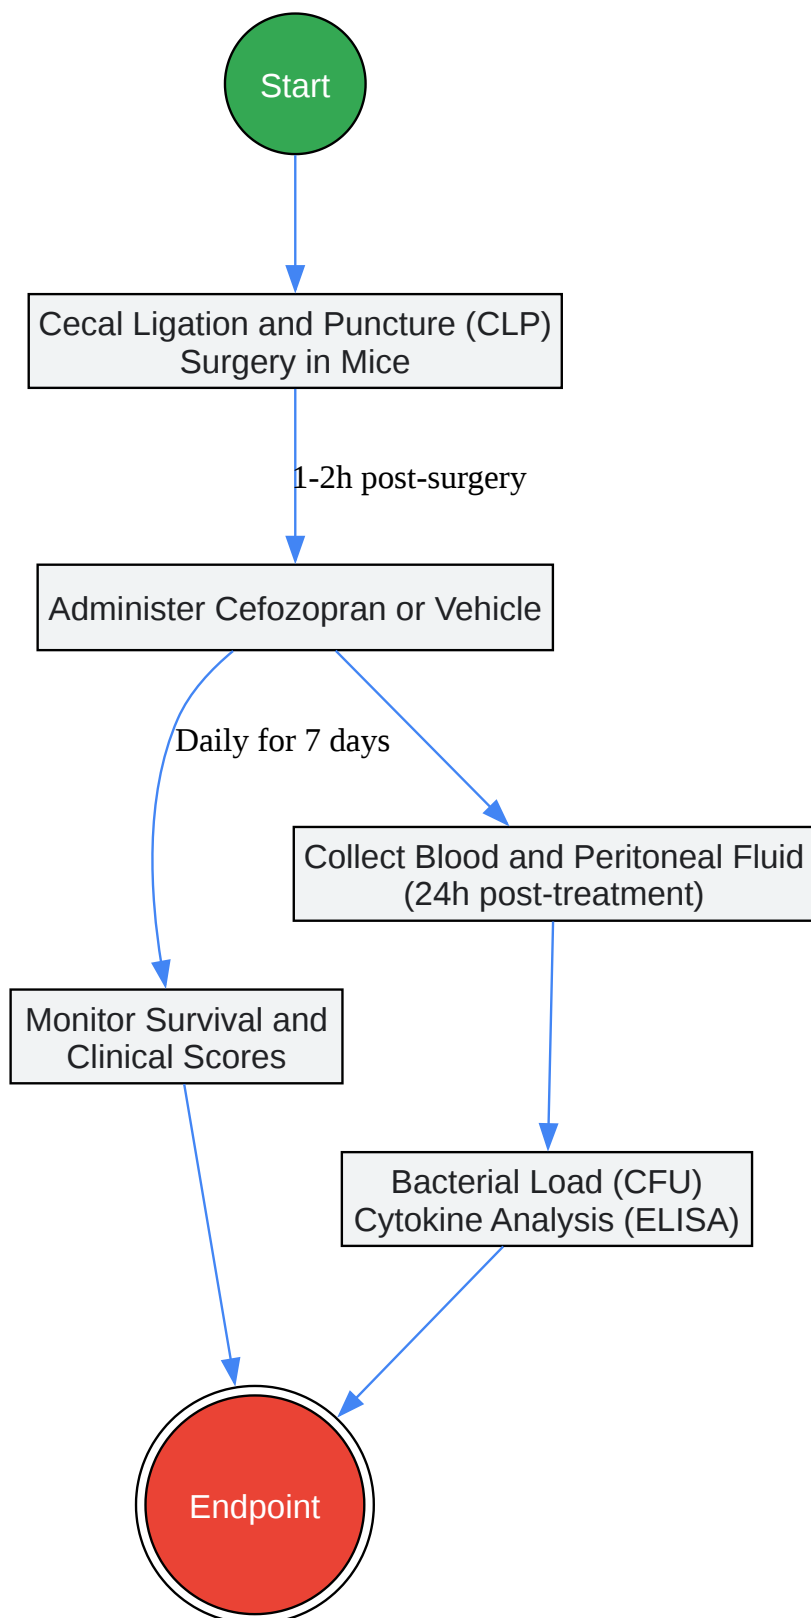 Start
Cecal Ligation and Puncture (CLP)
Surgery in Mice
1-2h post-surgery
Administer Cefozopran or Vehicle
Daily for 7 days
Collect Blood and Peritoneal Fluid
(24h post-treatment)
Monitor Survival and
Clinical Scores
Bacterial Load (CFU)
Cytokine Analysis (ELISA)
Endpoint